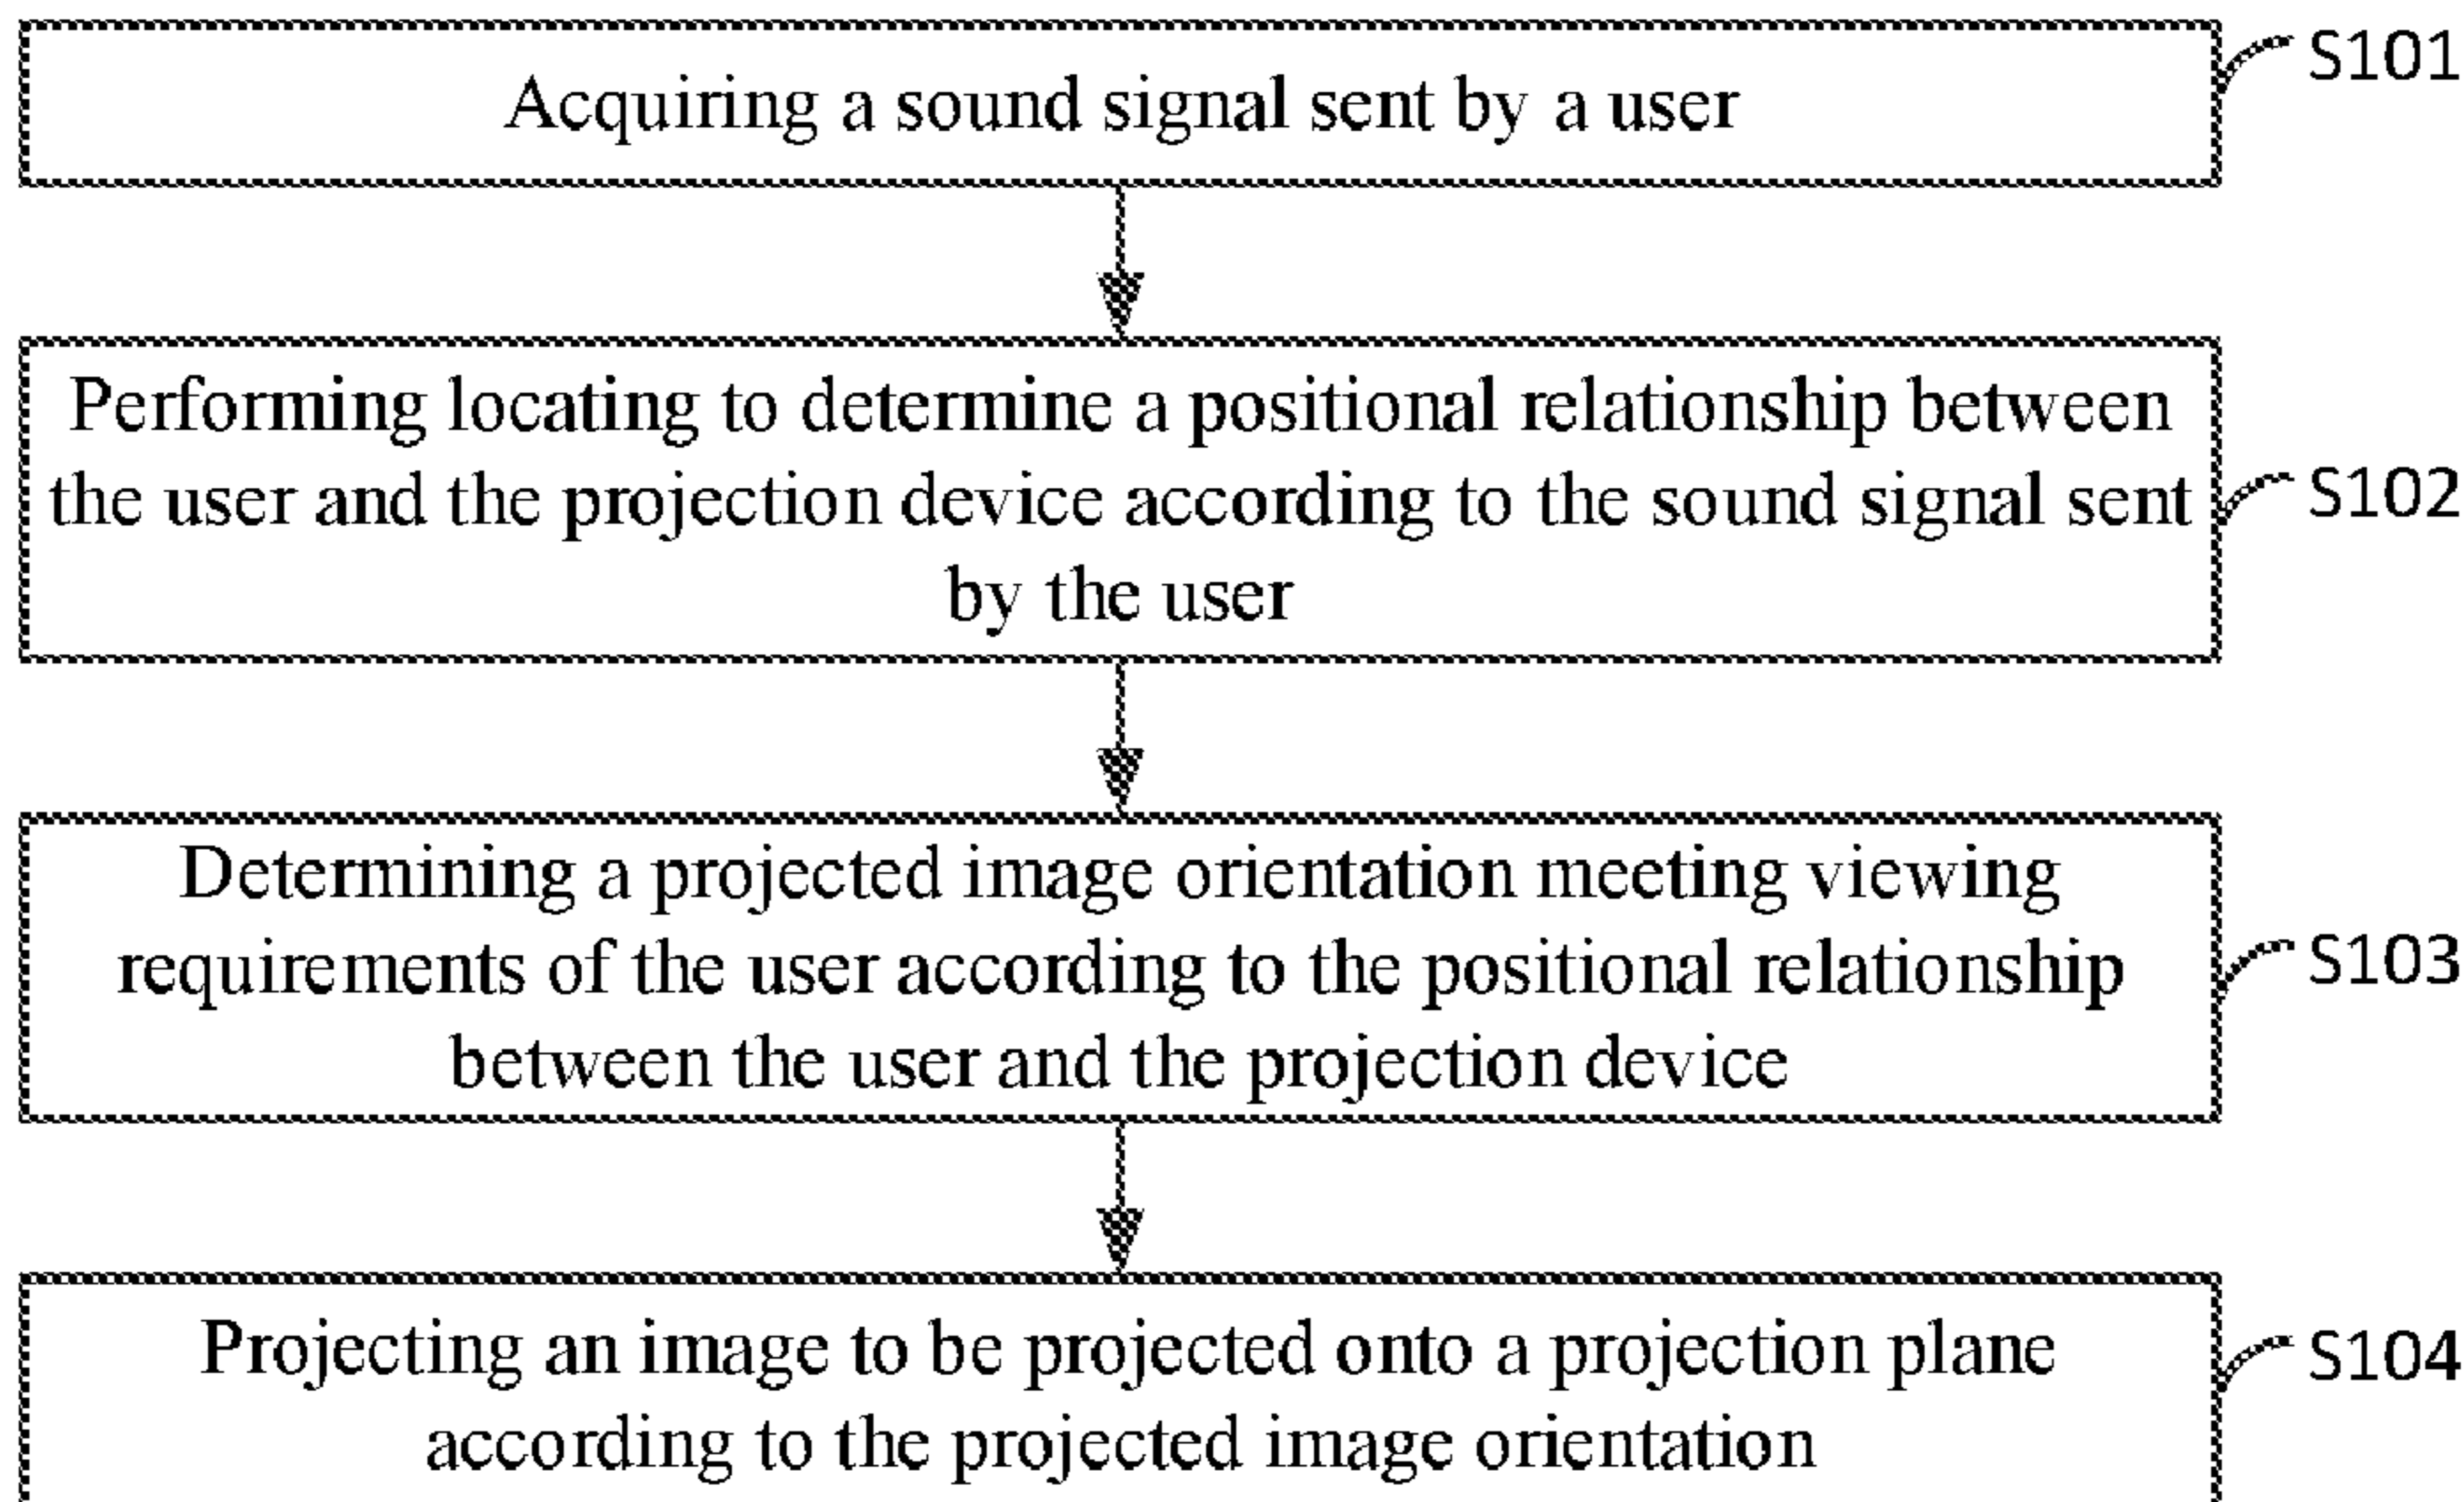 Acquiring a sound signal sent by a user
S101
Performing locating to determine a positional relationship between
the user and the projection device according to the sound signal sent
by the user
S102
Determining a projected image orientation meeting viewing
requirements of the user according to the positional relationship
between the user and the projection device
S103
Projecting an image to be projected onto a projection plane
according to the projected image orientation
S104